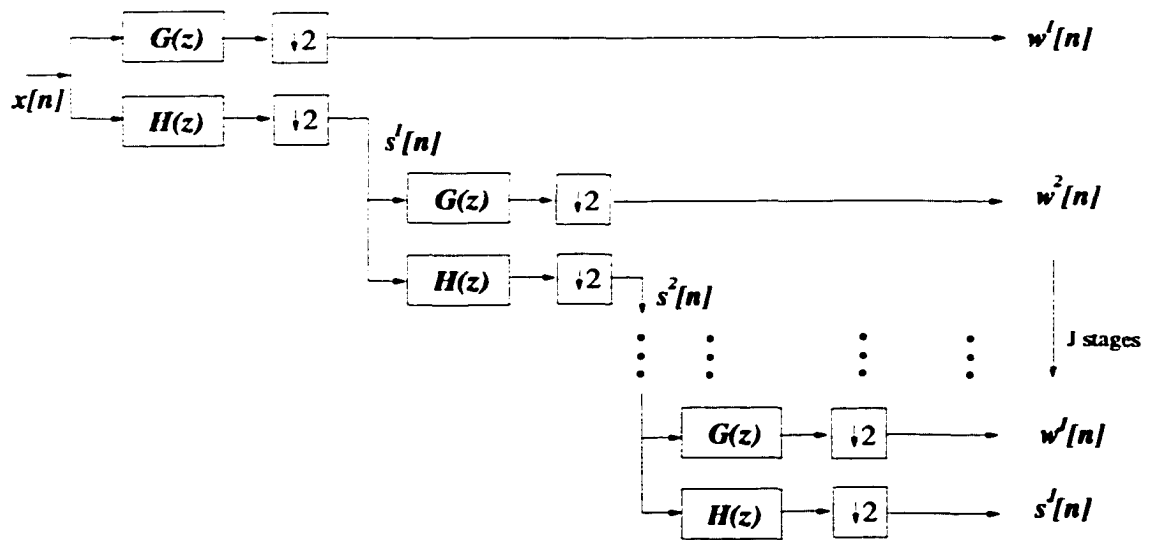 G(z) ↓2 w¹[n]
x[n]
H(z) ↓2
s¹[n]
G(z) ↓2 w²[n]
H(z) ↓2
s²[n]
J stages
G(z) ↓2 wᴶ[n]
H(z) ↓2 sᴶ[n]